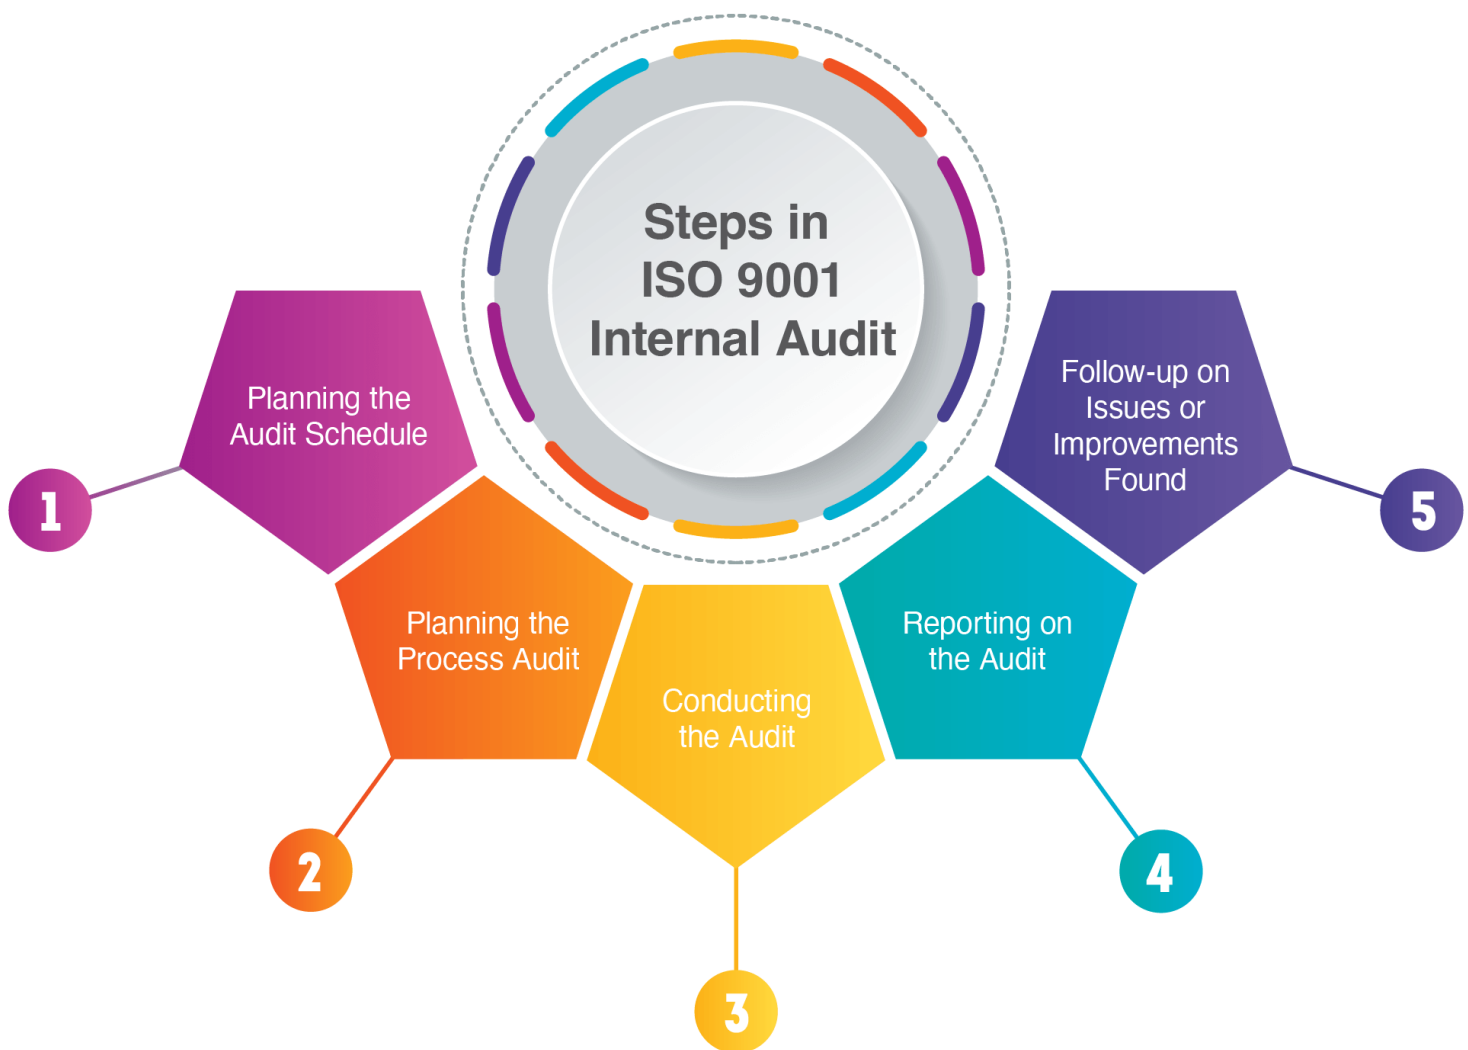 Steps in
ISO 9001
Internal Audit
Planning the
Audit Schedule
1
Planning the
Process Audit
2
Conducting
the Audit
3
Reporting on
the Audit
4
Follow-up on
Issues or
Improvements
Found
5